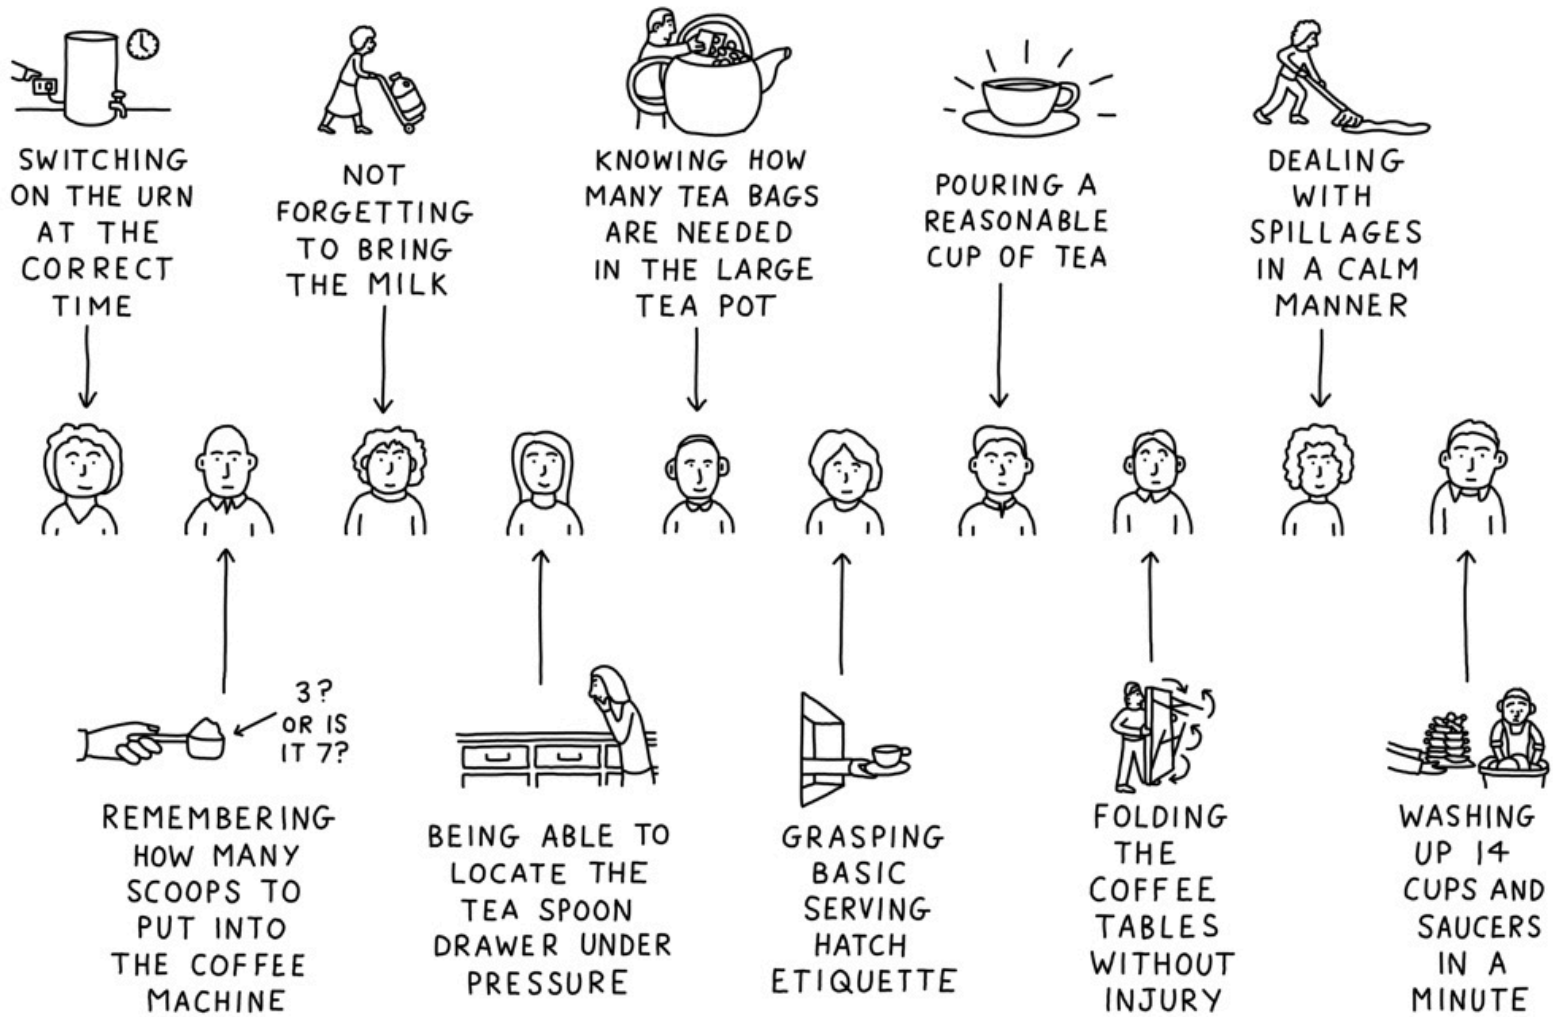 SWITCHING
ON THE URN
AT THE
CORRECT
TIME
NOT
FORGETTING
TO BRING
THE MILK
KNOWING HOW
MANY TEA BAGS
ARE NEEDED
IN THE LARGE
TEA POT
POURING A
REASONABLE
CUP OF TEA
DEALING
WITH
SPILLAGES
IN A CALM
MANNER
3?
OR IS
IT 7?
REMEMBERING
HOW MANY
SCOOPS TO
PUT INTO
THE COFFEE
MACHINE
BEING ABLE TO
LOCATE THE
TEA SPOON
DRAWER UNDER
PRESSURE
GRASPING
BASIC
SERVING
HATCH
ETIQUETTE
FOLDING
THE
COFFEE
TABLES
WITHOUT
INJURY
WASHING
UP 14
CUPS AND
SAUCERS
IN A
MINUTE